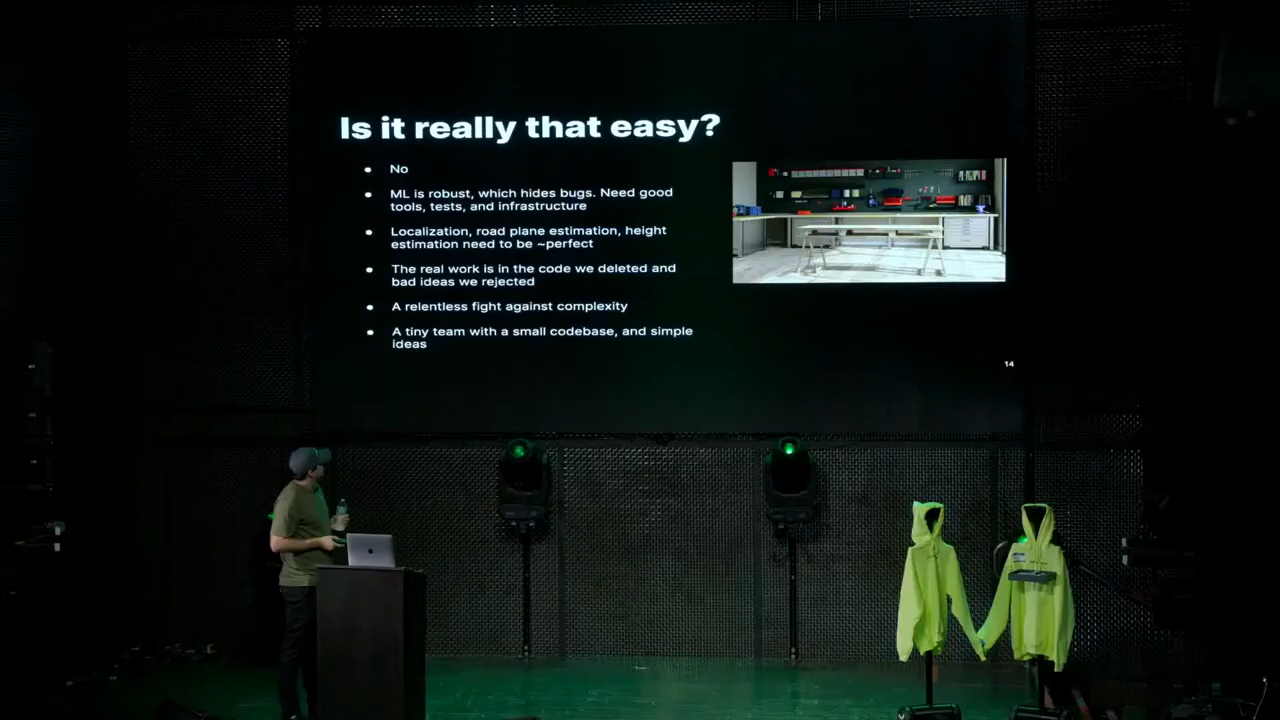 Is it really that easy?
No
ML is robust, which hides bugs. Need good
tools, tests, and infrastructure
Localization, road plane estimation, height
estimation need to be ~perfect
The real work is in the code we deleted and
bad ideas we rejected
A relentless fight against complexity
A tiny team with a small codebase, and simple
ideas
14